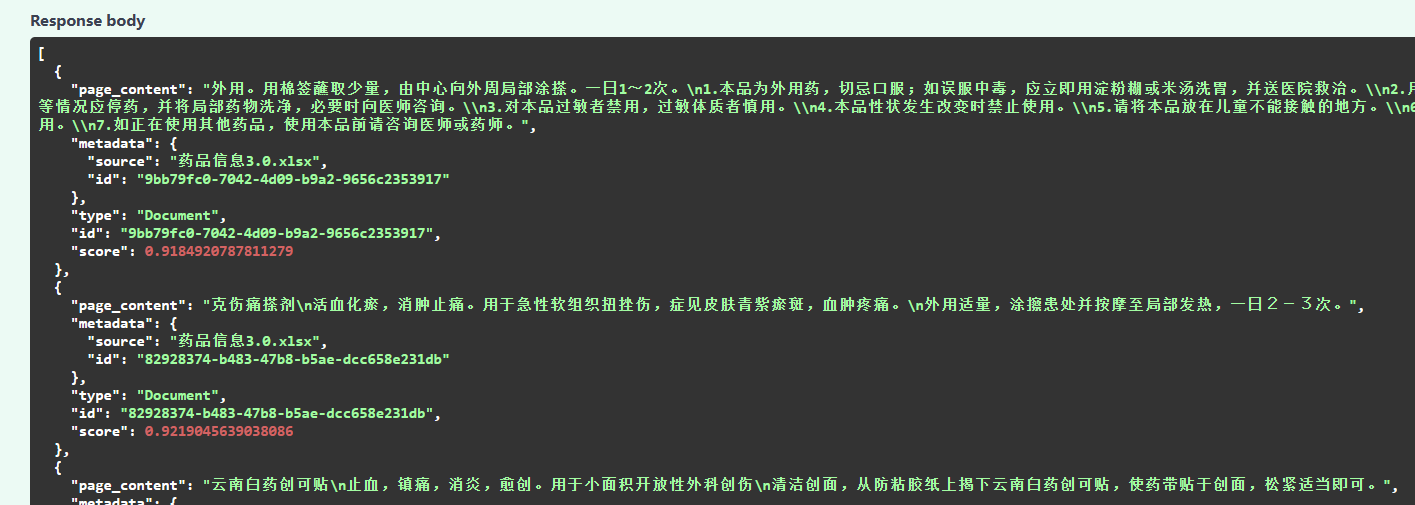 Response body
[
{
"page_content": "外用。用棉签蘸取少量，由中心向外周局部涂搽。一日1～2次。\n1.本品为外用药，切忌口服；如误服中毒，应立即用淀粉糊或米汤洗胃，并送医院救治。\\n2.
等情况应停药，并将局部药物洗净，必要时向医师咨询。\\n3.对本品过敏者禁用，过敏体质者慎用。\\n4.本品性状发生改变时禁止使用。\\n5.请将本品放在儿童不能接触的地方。\\n
用。\\n7.如正在使用其他药品，使用本品前请咨询医师或药师。",
"metadata": {
"source": "药品信息3.0.xlsx",
"id": "9bb79fc0-7042-4d09-b9a2-9656c2353917"
},
"type": "Document",
"id": "9bb79fc0-7042-4d09-b9a2-9656c2353917",
"score": 0.9184920787811279
},
{
"page_content": "克伤痛搽剂\n活血化瘀，消肿止痛。用于急性软组织扭挫伤，症见皮肤青紫瘀斑，血肿疼痛。\n外用适量，涂擦患处并按摩至局部发热，一日２－３次。",
"metadata": {
"source": "药品信息3.0.xlsx",
"id": "82928374-b483-47b8-b5ae-dcc658e231db"
},
"type": "Document",
"id": "82928374-b483-47b8-b5ae-dcc658e231db",
"score": 0.9219045639038086
},
{
"page_content": "云南白药创可贴\n止血，镇痛，消炎，愈创。用于小面积开放性外科创伤\n清洁创面，从防粘胶纸上揭下云南白药创可贴，使药带贴于创面，松紧适当即可。",
"metadata": {